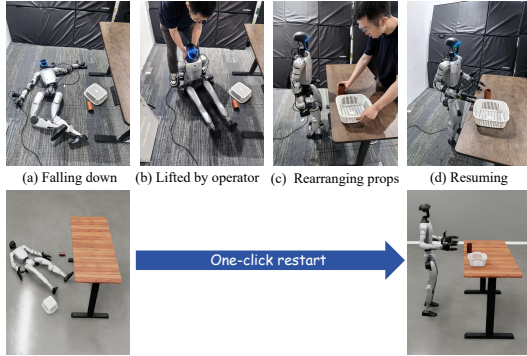 (a) Falling down
(b) Lifted by operator
(c) Rearranging props
(d) Resuming
One-click restart